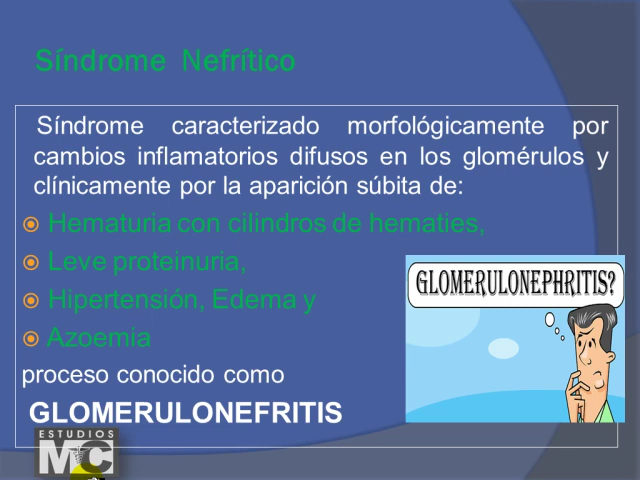 Síndrome Nefrítico
Síndrome caracterizado morfológicamente por
cambios inflamatorios difusos en los glomérulos y
clínicamente por la aparición súbita de:
Hematuria con cilindros de hematies,
Leve proteinuria,
Hipertensión, Edema y
Azoemia
proceso conocido como
GLOMERULONEFRITIS
GLOMERULONEPHRITIS?
ESTUDIOS
MC